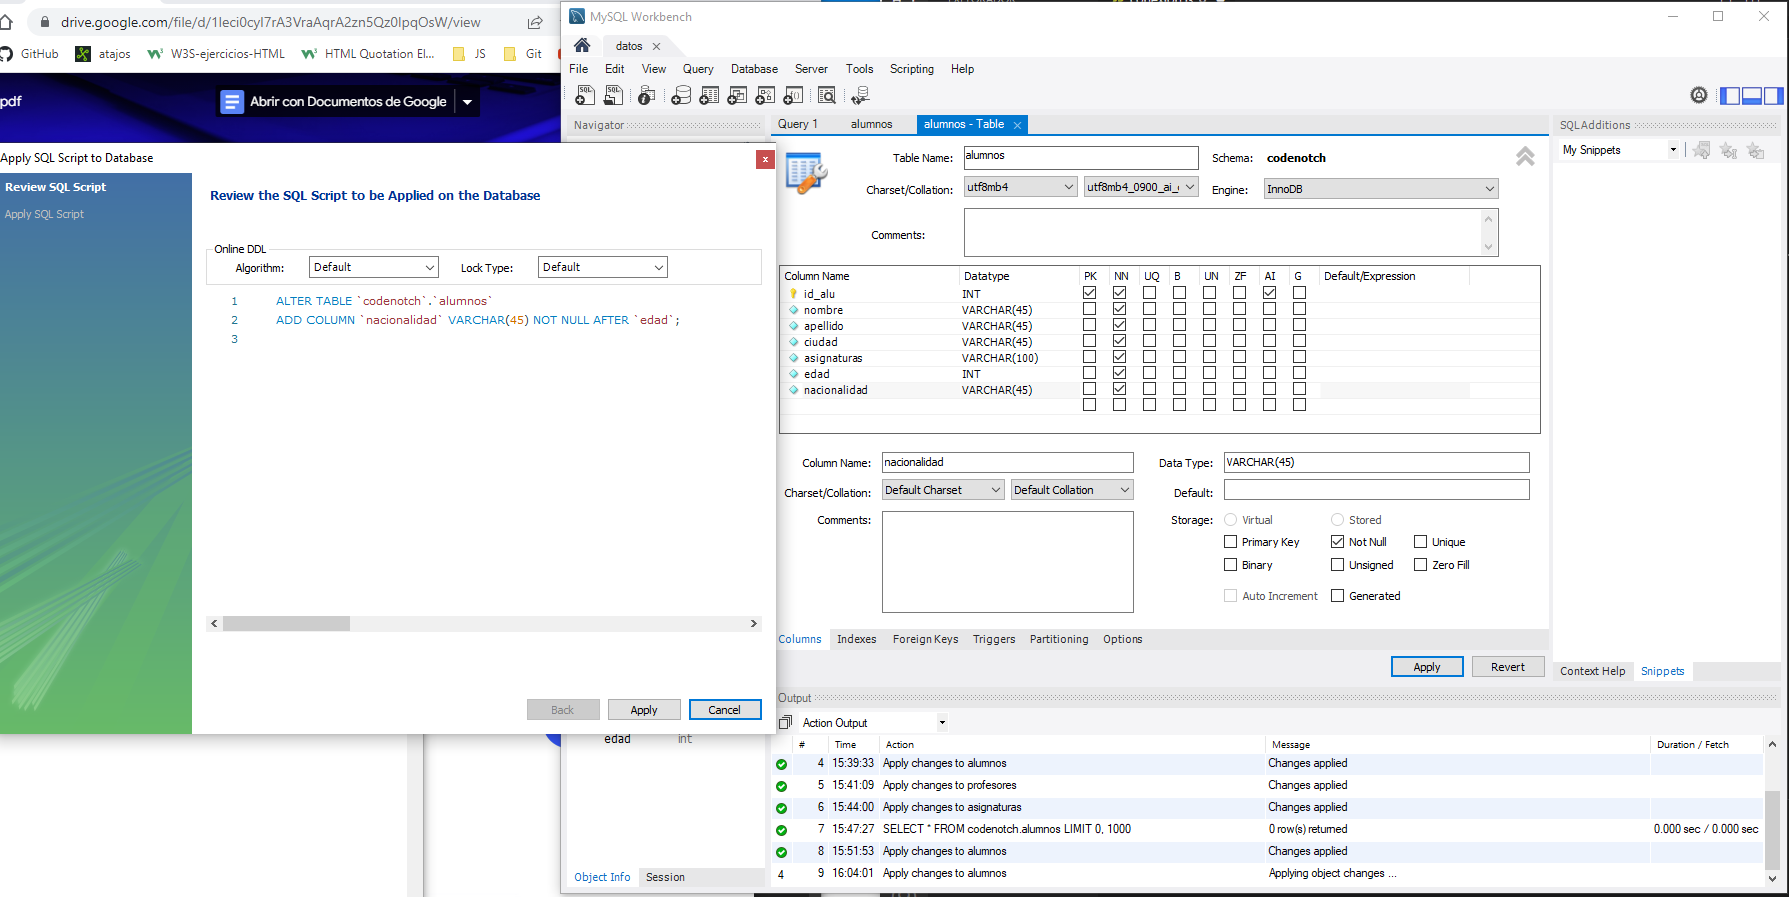 drive.google.com/file/d/1Ieci0cyI7rA3VraAqrA2zn5Qz0IpqOsW/view
GitHub
atajos
W3S-ejercicios-HTML
HTML Quotation El...
JS
Git
pdf
Abrir con Documentos de Google
MySQL Workbench
datos
File Edit View Query Database Server Tools Scripting Help
Navigator
Query 1
alumnos
alumnos - Table
SQLAdditions
My Snippets
Apply SQL Script to Database
Review SQL Script
Apply SQL Script
Review the SQL Script to be Applied on the Database
Online DDL
Algorithm: Default
Lock Type: Default
1 ALTER TABLE `codenotch`.`alumnos`
2 ADD COLUMN `nacionalidad` VARCHAR(45) NOT NULL AFTER `edad`;
3
Back
Apply
Cancel
Table Name: alumnos
Schema: codenotch
Charset/Collation: utf8mb4
utf8mb4_0900_ai_
Engine: InnoDB
Comments:
Column Name Datatype PK NN UQ B UN ZF AI G Default/Expression
id_alu INT
nombre VARCHAR(45)
apellido VARCHAR(45)
ciudad VARCHAR(45)
asignaturas VARCHAR(100)
edad INT
nacionalidad VARCHAR(45)
Column Name: nacionalidad
Data Type: VARCHAR(45)
Charset/Collation: Default Charset Default Collation
Default:
Comments:
Storage: Virtual Stored
Primary Key Not Null Unique
Binary Unsigned Zero Fill
Auto Increment Generated
Columns Indexes Foreign Keys Triggers Partitioning Options
Apply
Revert
Context Help
Snippets
Output
Action Output
# Time Action Message Duration / Fetch
4 15:39:33 Apply changes to alumnos Changes applied
5 15:41:09 Apply changes to profesores Changes applied
6 15:44:00 Apply changes to asignaturas Changes applied
7 15:47:27 SELECT * FROM codenotch.alumnos LIMIT 0, 1000 0 row(s) returned 0.000 sec / 0.000 sec
8 15:51:53 Apply changes to alumnos Changes applied
4 9 16:04:01 Apply changes to alumnos Applying object changes ...
edad int
Object Info
Session